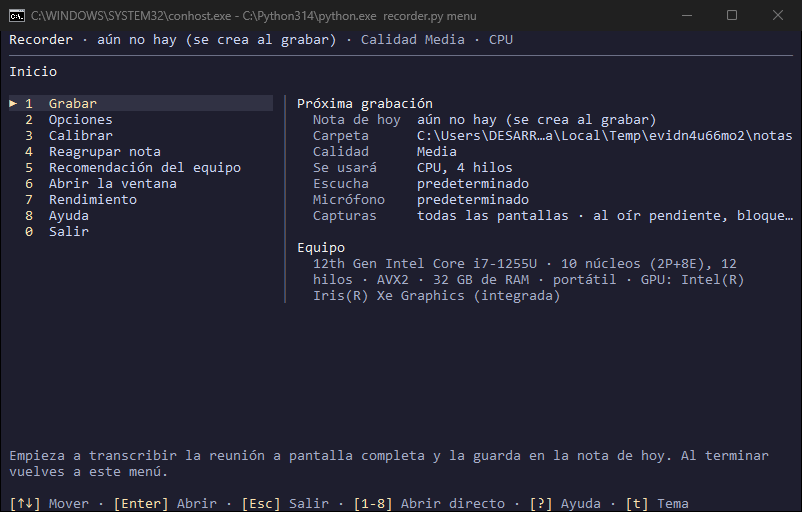 C:\WINDOWS\SYSTEM32\conhost.exe - C:\Python314\python.exe recorder.py menu
Recorder · aún no hay (se crea al grabar) · Calidad Media · CPU
Inicio
► 1 Grabar
2 Opciones
3 Calibrar
4 Reagrupar nota
5 Recomendación del equipo
6 Abrir la ventana
7 Rendimiento
8 Ayuda
0 Salir
Próxima grabación
Nota de hoy aún no hay (se crea al grabar)
Carpeta C:\Users\DESARR…a\Local\Temp\evidn4u66mo2\notas
Calidad Media
Se usará CPU, 4 hilos
Escucha predeterminado
Micrófono predeterminado
Capturas todas las pantallas · al oír pendiente, bloque…
Equipo
12th Gen Intel Core i7-1255U · 10 núcleos (2P+8E), 12
hilos · AVX2 · 32 GB de RAM · portátil · GPU: Intel(R)
Iris(R) Xe Graphics (integrada)
Empieza a transcribir la reunión a pantalla completa y la guarda en la nota de hoy. Al terminar
vuelves a este menú.
[↑↓] Mover · [Enter] Abrir · [Esc] Salir · [1-8] Abrir directo · [?] Ayuda · [t] Tema